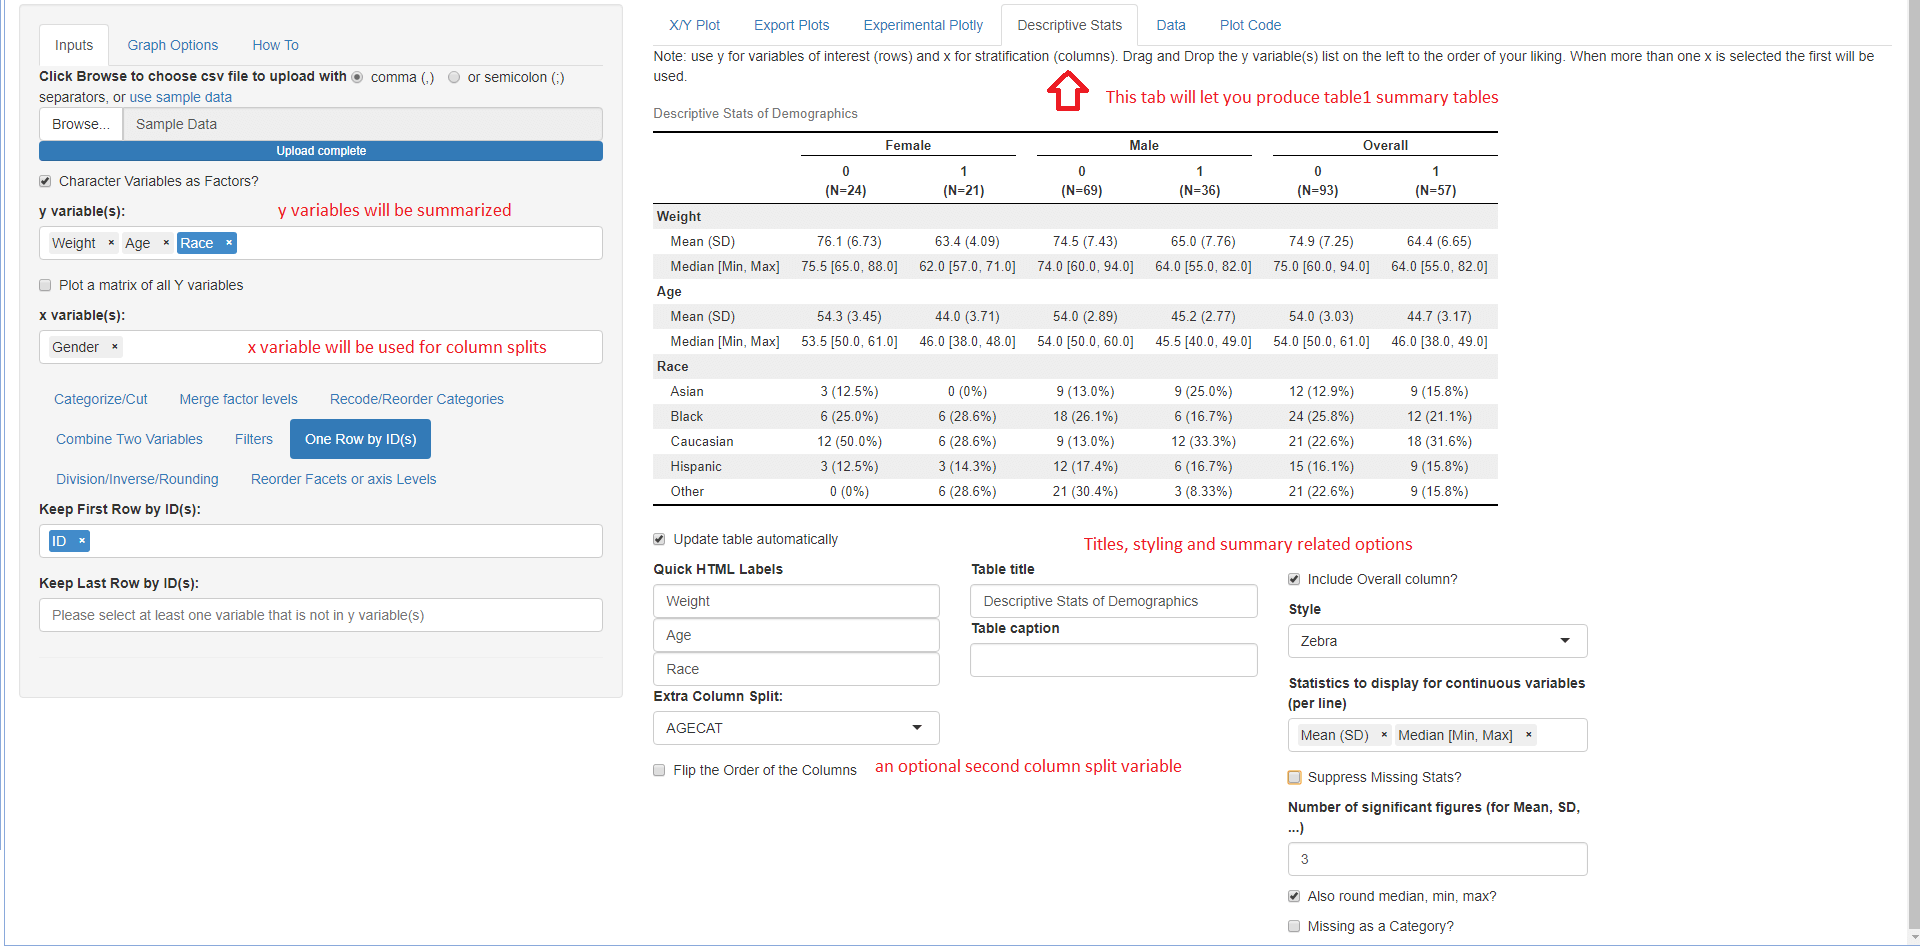 Inputs Graph Options How To
Click Browse to choose csv file to upload with comma (,) or semicolon (;)
separators, or use sample data
Browse... Sample Data
Upload complete
Character Variables as Factors?
y variable(s): y variables will be summarized
Weight × Age × Race ×
Plot a matrix of all Y variables
x variable(s):
Gender × x variable will be used for column splits
Categorize/Cut Merge factor levels Recode/Reorder Categories
Combine Two Variables Filters One Row by ID(s)
Division/Inverse/Rounding Reorder Facets or axis Levels
Keep First Row by ID(s):
ID ×
Keep Last Row by ID(s):
Please select at least one variable that is not in y variable(s)
X/Y Plot Export Plots Experimental Plotly Descriptive Stats Data Plot Code
Note: use y for variables of interest (rows) and x for stratification (columns). Drag and Drop the y variable(s) list on the left to the order of your liking. When more than one x is selected the first will be
used.
This tab will let you produce table1 summary tables
Descriptive Stats of Demographics
Female Male Overall
0 1 0 1 0 1
(N=24) (N=21) (N=69) (N=36) (N=93) (N=57)
Weight
Mean (SD) 76.1 (6.73) 63.4 (4.09) 74.5 (7.43) 65.0 (7.76) 74.9 (7.25) 64.4 (6.65)
Median [Min, Max] 75.5 [65.0, 88.0] 62.0 [57.0, 71.0] 74.0 [60.0, 94.0] 64.0 [55.0, 82.0] 75.0 [60.0, 94.0] 64.0 [55.0, 82.0]
Age
Mean (SD) 54.3 (3.45) 44.0 (3.71) 54.0 (2.89) 45.2 (2.77) 54.0 (3.03) 44.7 (3.17)
Median [Min, Max] 53.5 [50.0, 61.0] 46.0 [38.0, 48.0] 54.0 [50.0, 60.0] 45.5 [40.0, 49.0] 54.0 [50.0, 61.0] 46.0 [38.0, 49.0]
Race
Asian 3 (12.5%) 0 (0%) 9 (13.0%) 9 (25.0%) 12 (12.9%) 9 (15.8%)
Black 6 (25.0%) 6 (28.6%) 18 (26.1%) 6 (16.7%) 24 (25.8%) 12 (21.1%)
Caucasian 12 (50.0%) 6 (28.6%) 9 (13.0%) 12 (33.3%) 21 (22.6%) 18 (31.6%)
Hispanic 3 (12.5%) 3 (14.3%) 12 (17.4%) 6 (16.7%) 15 (16.1%) 9 (15.8%)
Other 0 (0%) 6 (28.6%) 21 (30.4%) 3 (8.33%) 21 (22.6%) 9 (15.8%)
Update table automatically
Titles, styling and summary related options
Quick HTML Labels
Weight
Age
Race
Extra Column Split:
AGECAT
Flip the Order of the Columns an optional second column split variable
Table title
Descriptive Stats of Demographics
Table caption
Include Overall column?
Style
Zebra
Statistics to display for continuous variables
(per line)
Mean (SD) × Median [Min, Max] ×
Suppress Missing Stats?
Number of significant figures (for Mean, SD,
...)
3
Also round median, min, max?
Missing as a Category?